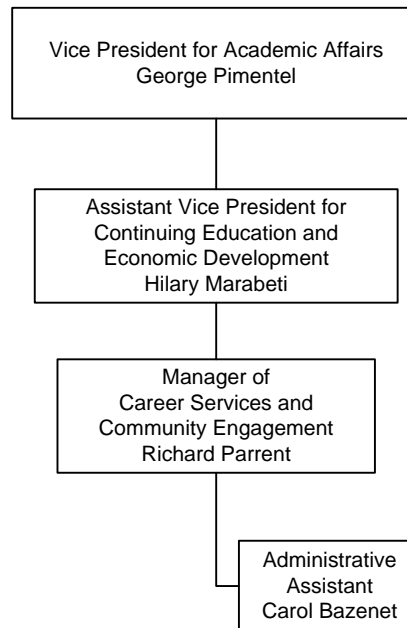 Vice President for Academic Affairs
George Pimentel
Assistant Vice President for
Continuing Education and
Economic Development
Hilary Marabeti
Manager of
Career Services and
Community Engagement
Richard Parrent
Administrative
Assistant
Carol Bazenet